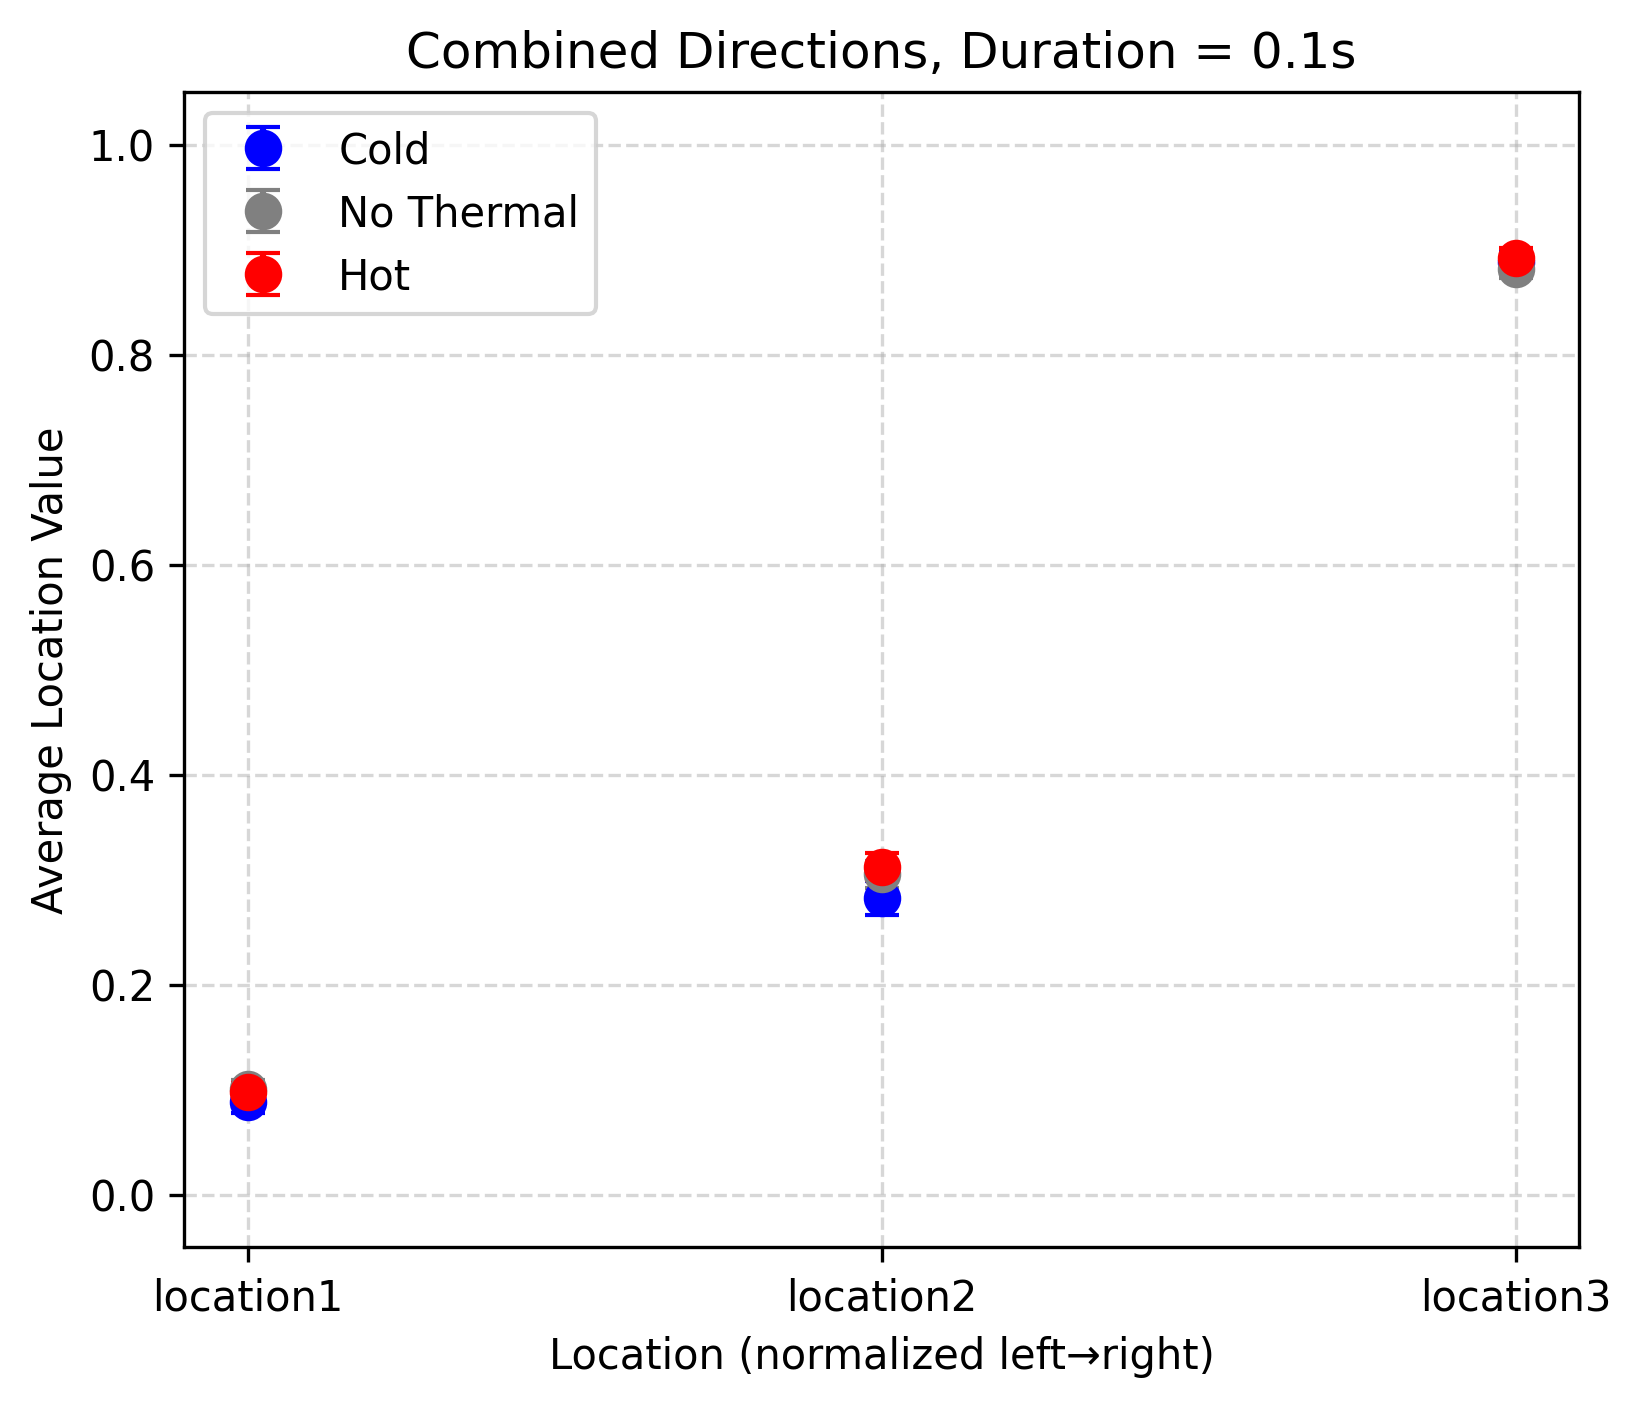 Combined Directions, Duration = 0.1s
Cold
No Thermal
Hot
1.0
0.8
0.6
0.4
0.2
0.0
Average Location Value
location1
location2
location3
Location (normalized left→right)